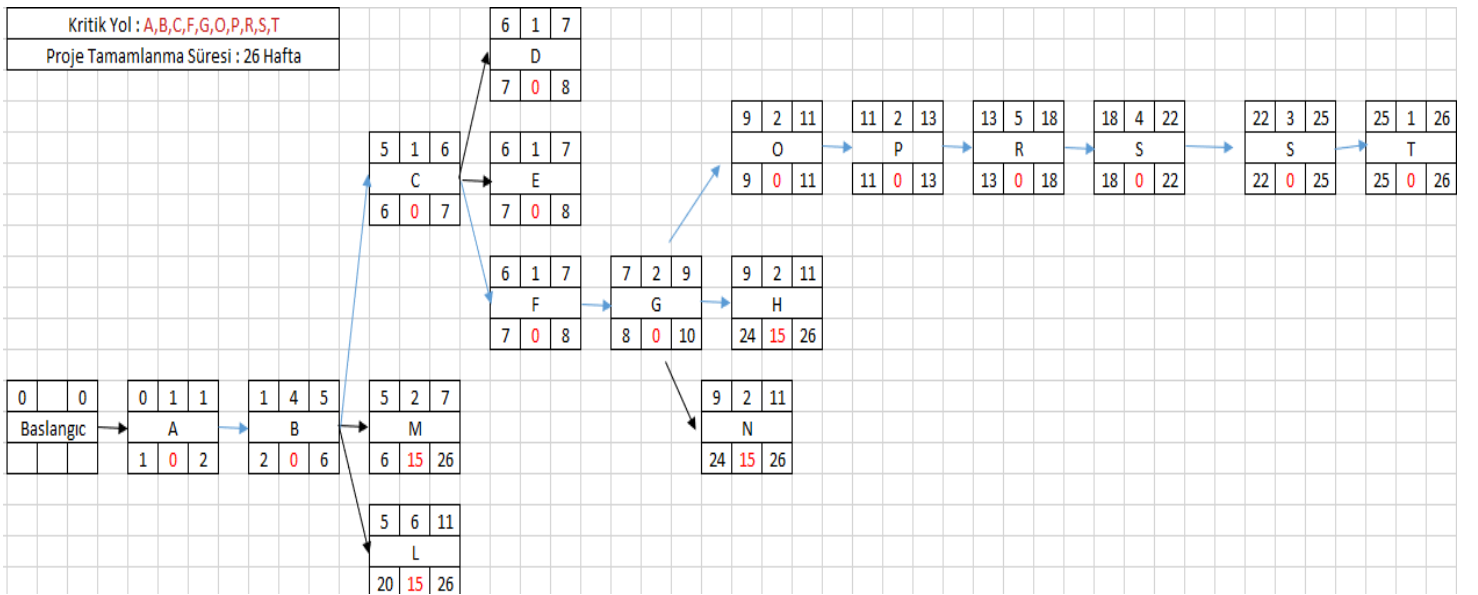 Kritik Yol : A,B,C,F,G,O,P,R,S,T
Proje Tamamlanma Süresi : 26 Hafta
6 1 7
D
7 0 8
9 2 11
O
9 0 11
11 2 13
P
11 0 13
13 5 18
R
13 0 18
18 4 22
S
18 0 22
22 3 25
S
22 0 25
25 1 26
T
25 0 26
5 1 6
C
6 0 7
6 1 7
E
7 0 8
6 1 7
F
7 0 8
7 2 9
G
8 0 10
9 2 11
H
24 15 26
0 0
Baslangıc
0 1 1
A
1 0 2
1 4 5
B
2 0 6
5 2 7
M
6 15 26
9 2 11
N
24 15 26
5 6 11
L
20 15 26